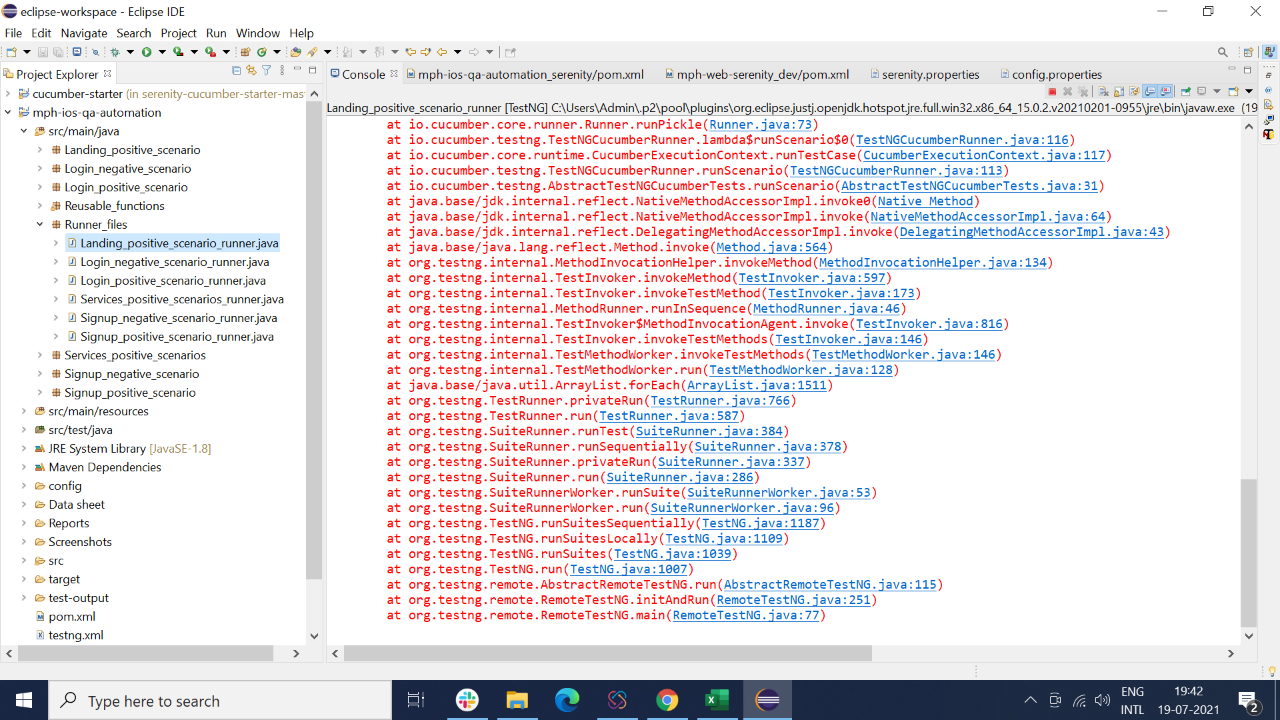 eclipse-workspace - Eclipse IDE
File Edit Navigate Search Project Run Window Help
Project Explorer
cucumber-starter (in serenity-cucumber-starter-mas
mph-ios-qa-automation
src/main/java
Landing_positive_scenario
Login_negative_scenario
Login_positive_scenario
Reusable_functions
Runner_files
Landing_positive_scenario_runner.java
Login_negative_scenario_runner.java
Login_positive_scenario_runner.java
Services_positive_scenarios_runner.java
Signup_negative_scenario_runner.java
Signup_positive_scenario_runner.java
Services_positive_scenarios
Signup_negative_scenario
Signup_positive_scenario
src/main/resources
src/test/java
JRE System Library [JavaSE-1.8]
Maven Dependencies
config
Data sheet
Reports
Screenshots
src
target
test-output
pom.xml
testng.xml
Console mph-ios-qa-automation_serenity/pom.xml mph-web-serenity_dev/pom.xml serenity.properties config.properties
Landing_positive_scenario_runner [TestNG] C:\Users\Admin\.p2\pool\plugins\org.eclipse.justj.openjdk.hotspot.jre.full.win32.x86_64_15.0.2.v20210201-0955\jre\bin\javaw.exe (19
at io.cucumber.core.runner.Runner.runPickle(Runner.java:73)
at io.cucumber.testng.TestNGCucumberRunner.lambda$runScenario$0(TestNGCucumberRunner.java:116)
at io.cucumber.core.runtime.CucumberExecutionContext.runTestCase(CucumberExecutionContext.java:117)
at io.cucumber.testng.TestNGCucumberRunner.runScenario(TestNGCucumberRunner.java:113)
at io.cucumber.testng.AbstractTestNGCucumberTests.runScenario(AbstractTestNGCucumberTests.java:31)
at java.base/jdk.internal.reflect.NativeMethodAccessorImpl.invoke0(Native Method)
at java.base/jdk.internal.reflect.NativeMethodAccessorImpl.invoke(NativeMethodAccessorImpl.java:64)
at java.base/jdk.internal.reflect.DelegatingMethodAccessorImpl.invoke(DelegatingMethodAccessorImpl.java:43)
at java.base/java.lang.reflect.Method.invoke(Method.java:564)
at org.testng.internal.MethodInvocationHelper.invokeMethod(MethodInvocationHelper.java:134)
at org.testng.internal.TestInvoker.invokeMethod(TestInvoker.java:597)
at org.testng.internal.TestInvoker.invokeTestMethod(TestInvoker.java:173)
at org.testng.internal.MethodRunner.runInSequence(MethodRunner.java:46)
at org.testng.internal.TestInvoker$MethodInvocationAgent.invoke(TestInvoker.java:816)
at org.testng.internal.TestInvoker.invokeTestMethods(TestInvoker.java:146)
at org.testng.internal.TestMethodWorker.invokeTestMethods(TestMethodWorker.java:146)
at org.testng.internal.TestMethodWorker.run(TestMethodWorker.java:128)
at java.base/java.util.ArrayList.forEach(ArrayList.java:1511)
at org.testng.TestRunner.privateRun(TestRunner.java:766)
at org.testng.TestRunner.run(TestRunner.java:587)
at org.testng.SuiteRunner.runTest(SuiteRunner.java:384)
at org.testng.SuiteRunner.runSequentially(SuiteRunner.java:378)
at org.testng.SuiteRunner.privateRun(SuiteRunner.java:337)
at org.testng.SuiteRunner.run(SuiteRunner.java:286)
at org.testng.SuiteRunnerWorker.runSuite(SuiteRunnerWorker.java:53)
at org.testng.SuiteRunnerWorker.run(SuiteRunnerWorker.java:96)
at org.testng.TestNG.runSuitesSequentially(TestNG.java:1187)
at org.testng.TestNG.runSuitesLocally(TestNG.java:1109)
at org.testng.TestNG.runSuites(TestNG.java:1039)
at org.testng.TestNG.run(TestNG.java:1007)
at org.testng.remote.AbstractRemoteTestNG.run(AbstractRemoteTestNG.java:115)
at org.testng.remote.RemoteTestNG.initAndRun(RemoteTestNG.java:251)
at org.testng.remote.RemoteTestNG.main(RemoteTestNG.java:77)
Type here to search
ENG
INTL
19:42
19-07-2021
2